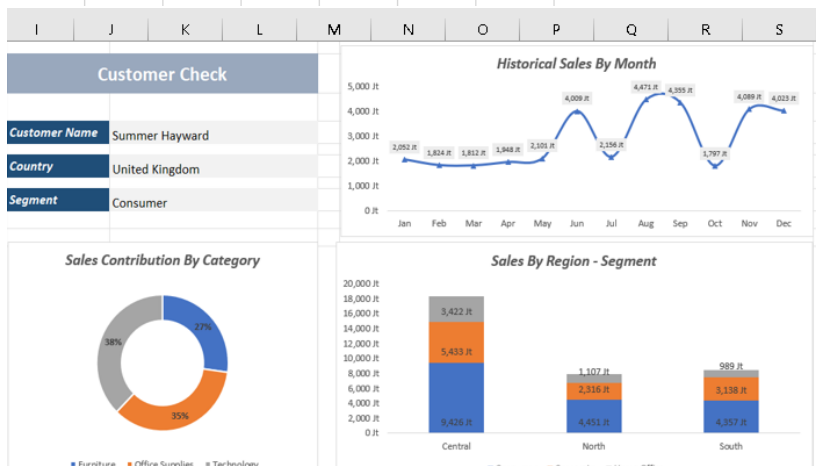 I J K L M N O P Q R S
Customer Check
Customer Name Summer Hayward
Country United Kingdom
Segment Consumer
Historical Sales By Month
5,000 Jt
4,000 Jt
3,000 Jt
2,000 Jt
1,000 Jt
0 Jt
2,052 Jt 1,824 Jt 1,812 Jt 1,948 Jt 2,101 Jt 4,009 Jt 2,156 Jt 4,471 Jt 4,355 Jt 1,797 Jt 4,089 Jt 4,023 Jt
Jan Feb Mar Apr May Jun Jul Aug Sep Oct Nov Dec
Sales Contribution By Category
27%
38%
35%
Furniture Office Supplies Technology
Sales By Region - Segment
20,000 Jt
18,000 Jt
16,000 Jt
14,000 Jt
12,000 Jt
10,000 Jt
8,000 Jt
6,000 Jt
4,000 Jt
2,000 Jt
0 Jt
3,422 Jt
5,433 Jt
9,426 Jt
1,107 Jt
2,316 Jt
4,451 Jt
989 Jt
3,138 Jt
4,357 Jt
Central North South